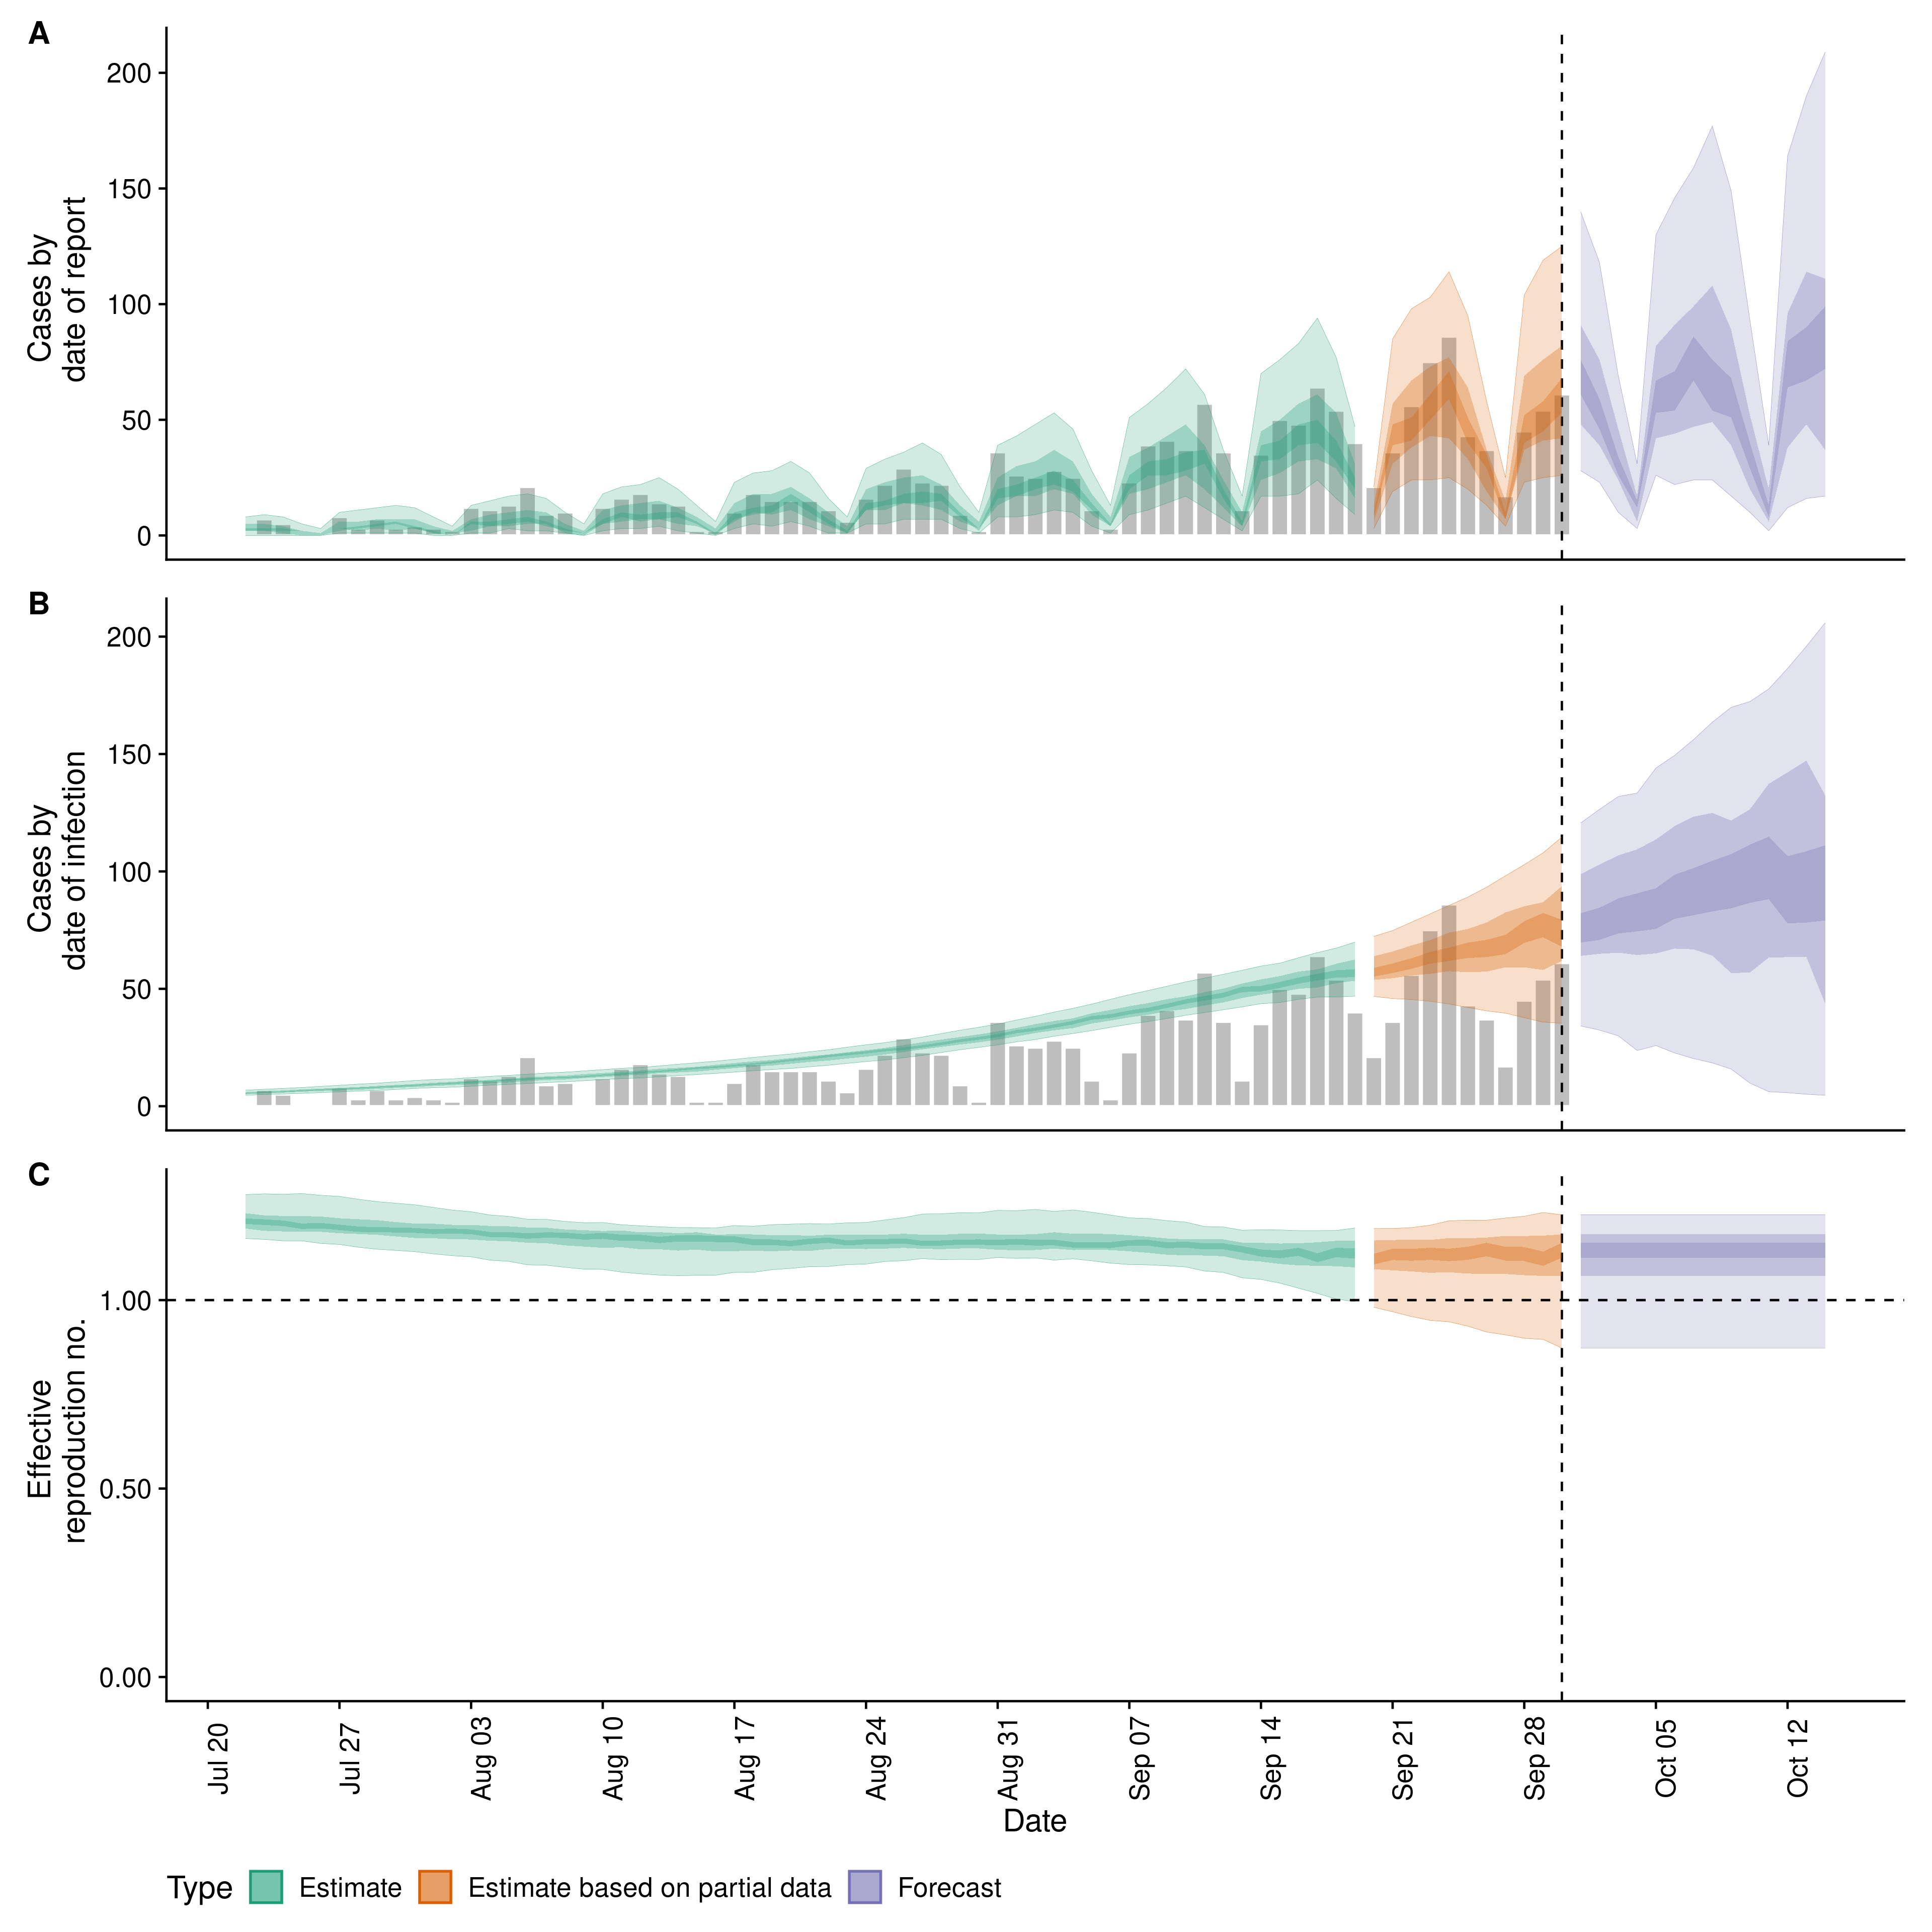 A
200
150
100
50
0
Cases by
date of report
B
200
150
100
50
0
Cases by
date of infection
C
1.00
0.50
0.00
Effective
reproduction no.
Jul 20
Jul 27
Aug 03
Aug 10
Aug 17
Aug 24
Aug 31
Sep 07
Sep 14
Sep 21
Sep 28
Oct 05
Oct 12
Date
Type Estimate Estimate based on partial data Forecast